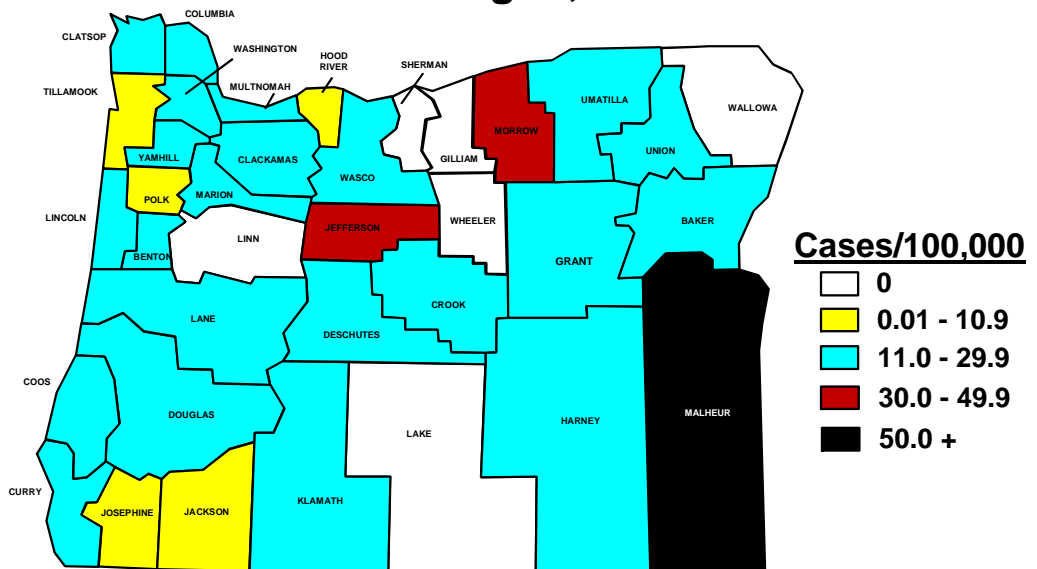 COLUMBIA
CLATSOP
WASHINGTON
HOOD
RIVER
SHERMAN
TILLAMOOK
MULTNOMAH
UMATILLA
WALLOWA
MORROW
GILLIAM
UNION
YAMHILL
CLACKAMAS
WASCO
POLK
MARION
LINCOLN
JEFFERSON
WHEELER
BAKER
LINN
BENTON
GRANT
Cases/100,000
0
0.01 - 10.9
11.0 - 29.9
30.0 - 49.9
50.0 +
CROOK
LANE
DESCHUTES
COOS
DOUGLAS
MALHEUR
HARNEY
LAKE
CURRY
KLAMATH
JOSEPHINE
JACKSON